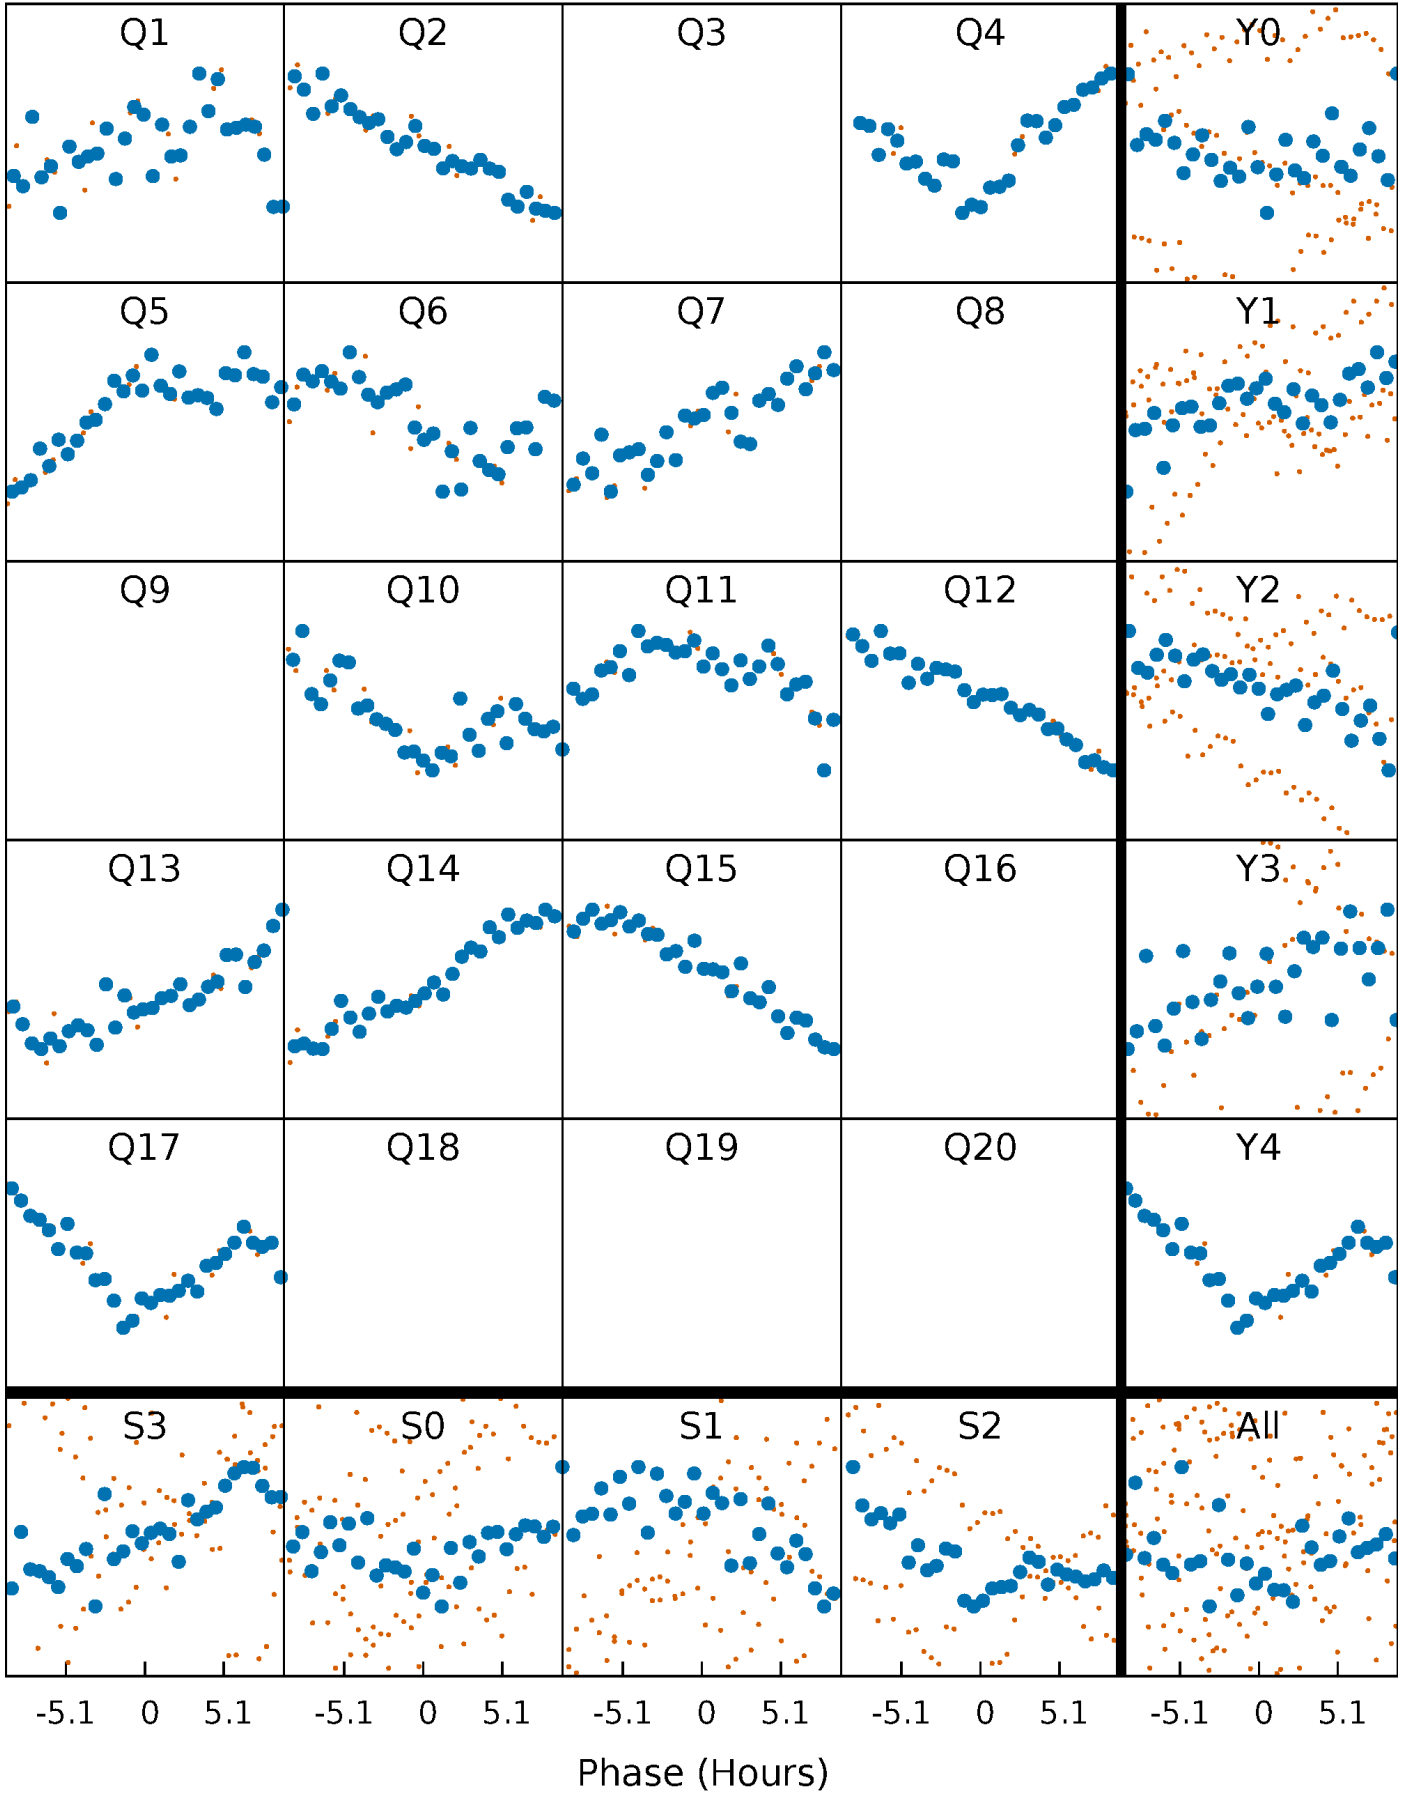 Q1 Q2 Q3 Q4 Y0
Q5 Q6 Q7 Q8 Y1
Q9 Q10 Q11 Q12 Y2
Q13 Q14 Q15 Q16 Y3
Q17 Q18 Q19 Q20 Y4
S3 S0 S1 S2 All
-5.1 0 5.1 -5.1 0 5.1 -5.1 0 5.1 -5.1 0 5.1 -5.1 0 5.1
Phase (Hours)